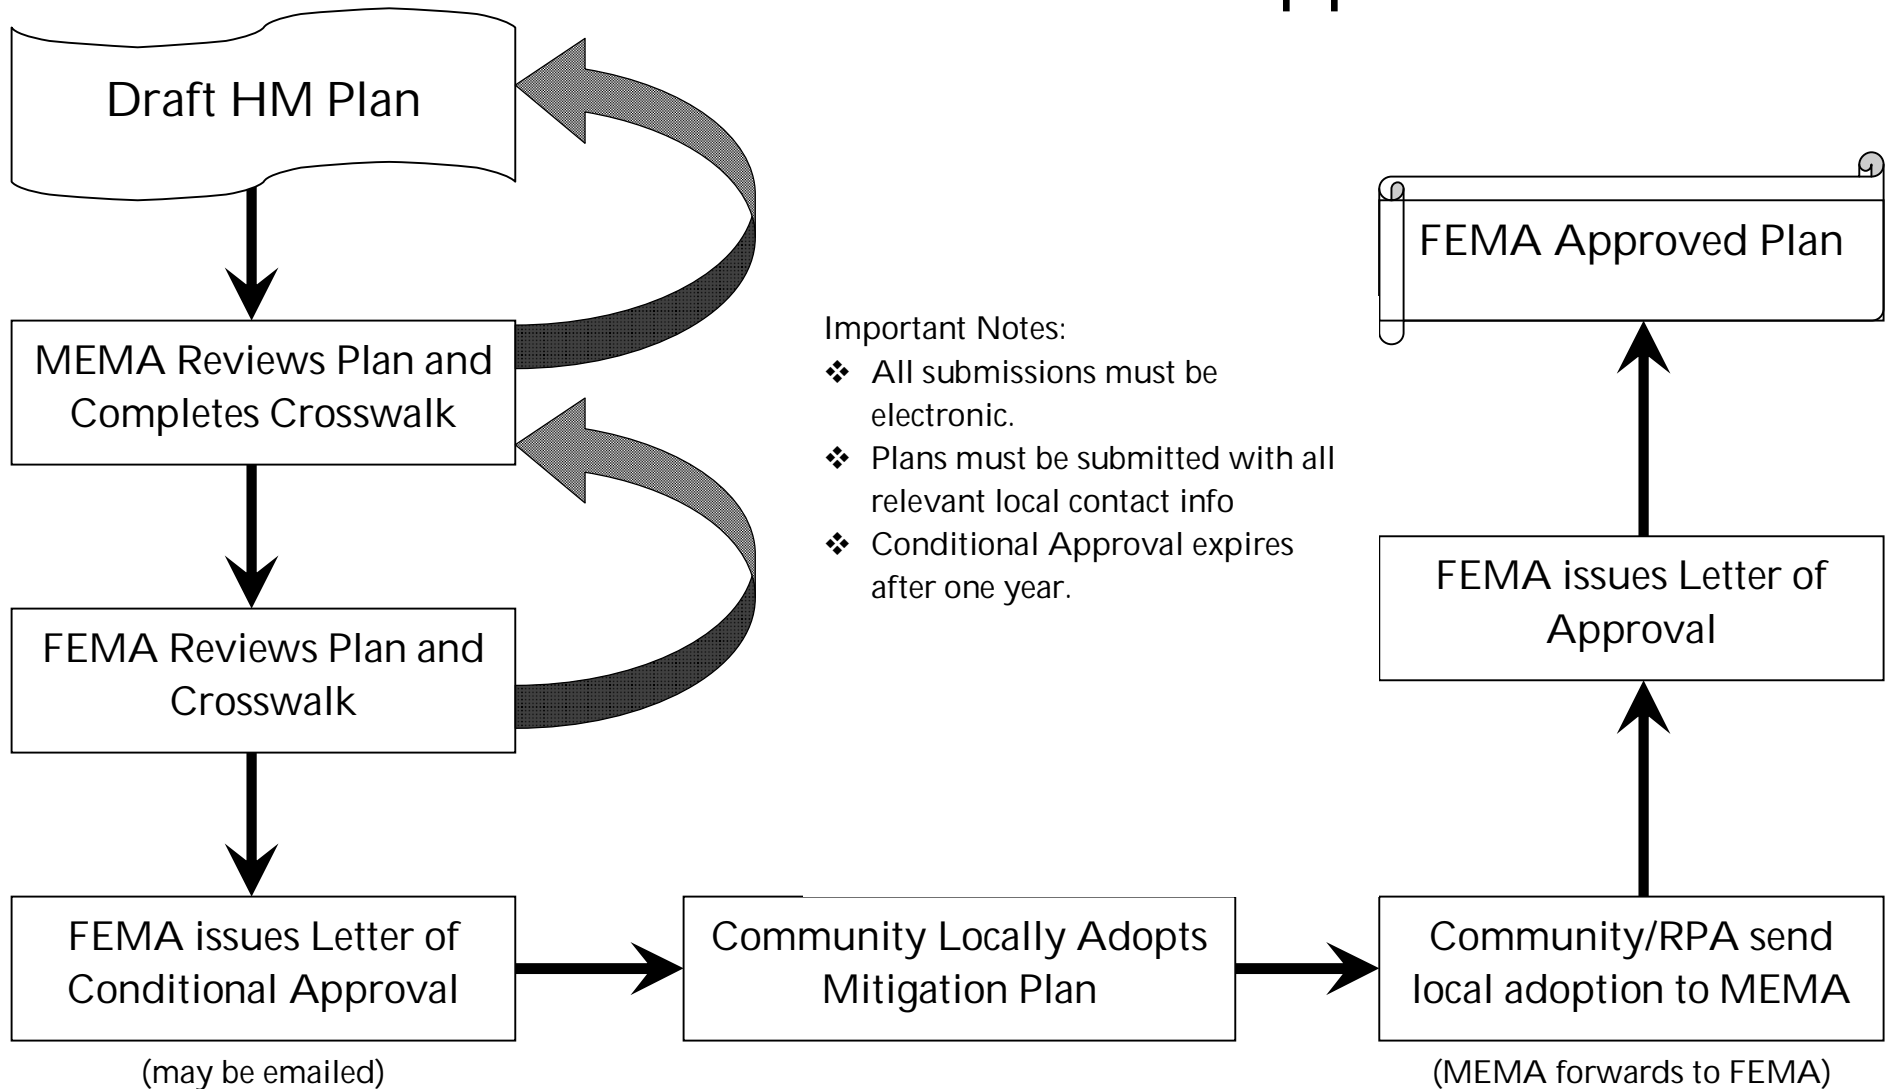 Draft HM Plan
MEMA Reviews Plan and
Completes Crosswalk
FEMA Reviews Plan and
Crosswalk
FEMA issues Letter of
Conditional Approval
(may be emailed)
Community Locally Adopts
Mitigation Plan
Community/RPA send
local adoption to MEMA
(MEMA forwards to FEMA)
FEMA issues Letter of
Approval
FEMA Approved Plan
Important Notes:
❖ All submissions must be
electronic.
❖ Plans must be submitted with all
relevant local contact info
❖ Conditional Approval expires
after one year.